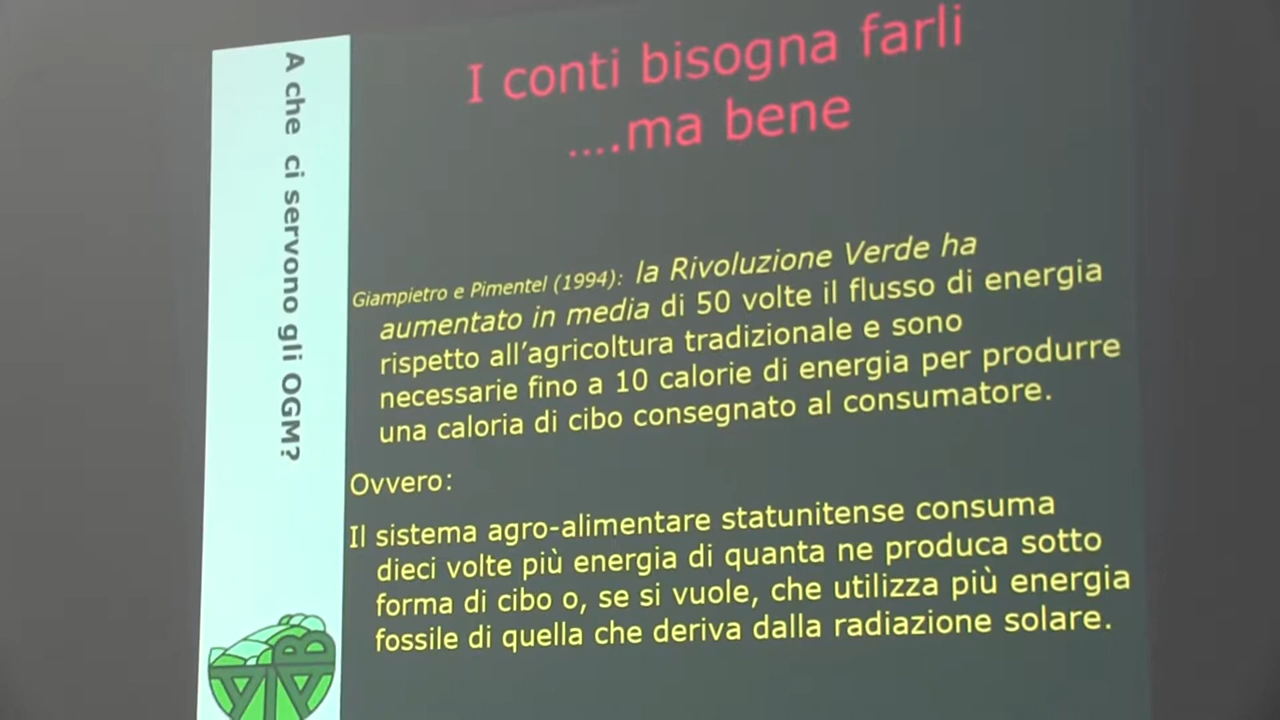 I conti bisogna farli
....ma bene
A che ci servono gli OGM?
Giampietro e Pimentel (1994): la Rivoluzione Verde ha
aumentato in media di 50 volte il flusso di energia
rispetto all'agricoltura tradizionale e sono
necessarie fino a 10 calorie di energia per produrre
una caloria di cibo consegnato al consumatore.
Ovvero:
Il sistema agro-alimentare statunitense consuma
dieci volte più energia di quanta ne produca sotto
forma di cibo o, se si vuole, che utilizza più energia
fossile di quella che deriva dalla radiazione solare.
AIAB